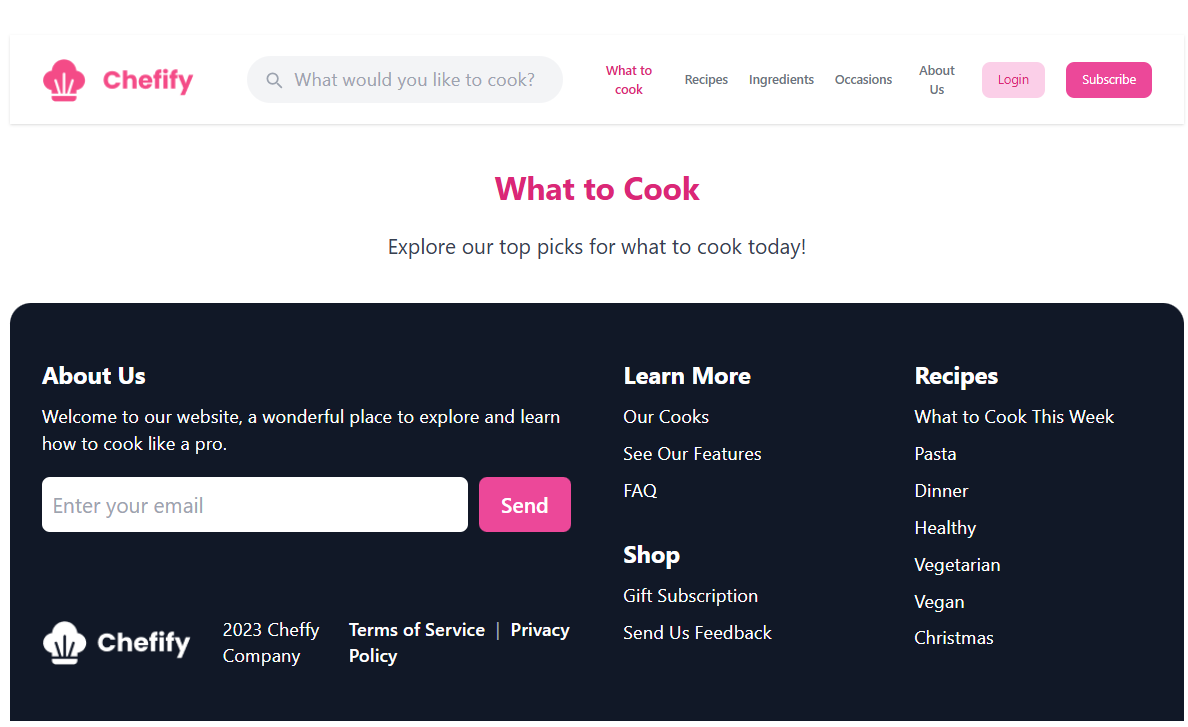 Chefify
What would you like to cook?
What to
cook
Recipes
Ingredients
Occasions
About
Us
Login
Subscribe
What to Cook
Explore our top picks for what to cook today!
About Us
Welcome to our website, a wonderful place to explore and learn
how to cook like a pro.
Enter your email
Send
Chefify
2023 Cheffy
Company
Terms of Service | Privacy
Policy
Learn More
Our Cooks
See Our Features
FAQ
Shop
Gift Subscription
Send Us Feedback
Recipes
What to Cook This Week
Pasta
Dinner
Healthy
Vegetarian
Vegan
Christmas